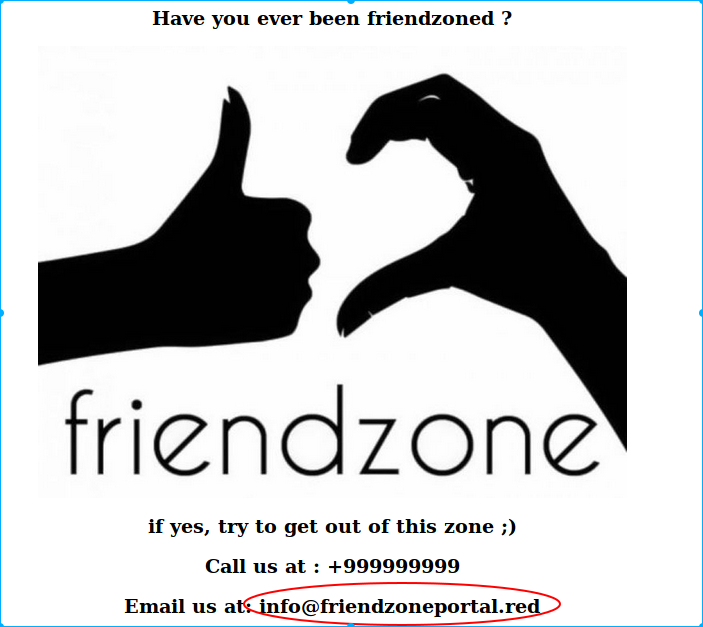 Have you ever been friendzoned ?
friendzone
if yes, try to get out of this zone ;)
Call us at : +999999999
Email us at: info@friendzoneportal.red